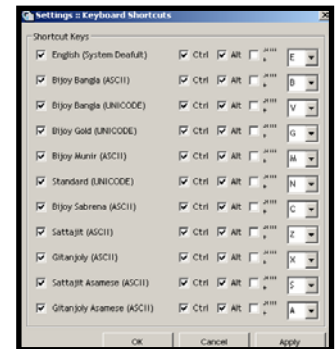 Settings :: Keyboard Shortcuts
Shortcut Keys
English (System Deafult) Ctrl Alt E
Bijoy Bangla (ASCII) Ctrl Alt B
Bijoy Bangla (UNICODE) Ctrl Alt V
Bijoy Gold (UNICODE) Ctrl Alt G
Bijoy Munir (ASCII) Ctrl Alt M
Standard (UNICODE) Ctrl Alt N
Bijoy Sabrena (ASCII) Ctrl Alt C
Sattajit (ASCII) Ctrl Alt Z
Gitanjoly (ASCII) Ctrl Alt X
Sattajit Asamese (ASCII) Ctrl Alt S
Gitanjoly Asamese (ASCII) Ctrl Alt A
OK Cancel Apply